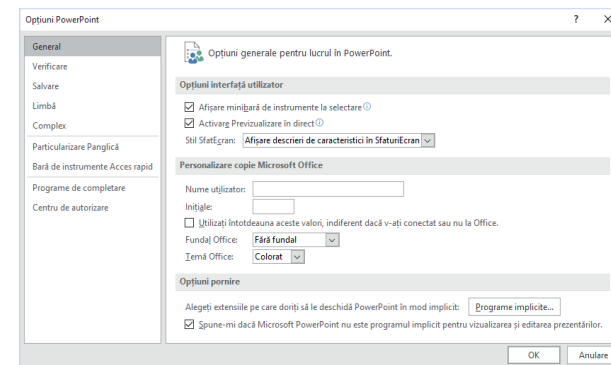 Opțiuni PowerPoint
General
Verificare
Salvare
Limbă
Complex
Particularizare Panglică
Bară de instrumente Acces rapid
Programe de completare
Centru de autorizare
Opțiuni generale pentru lucrul în PowerPoint.
Opțiuni interfață utilizator
Afișare minibară de instrumente la selectare
Activare Previzualizare în direct
Stil SfatEcran: Afișare descrieri de caracteristici în SfaturiEcran
Personalizare copie Microsoft Office
Nume utilizator:
Inițiale:
Utilizați întotdeauna aceste valori, indiferent dacă v-ați conectat sau nu la Office.
Fundal Office: Fără fundal
Temă Office: Colorat
Opțiuni pornire
Alegeți extensiile pe care doriți să le deschidă PowerPoint în mod implicit: Programe implicite...
Spune-mi dacă Microsoft PowerPoint nu este programul implicit pentru vizualizarea și editarea prezentărilor.
OK Anulare